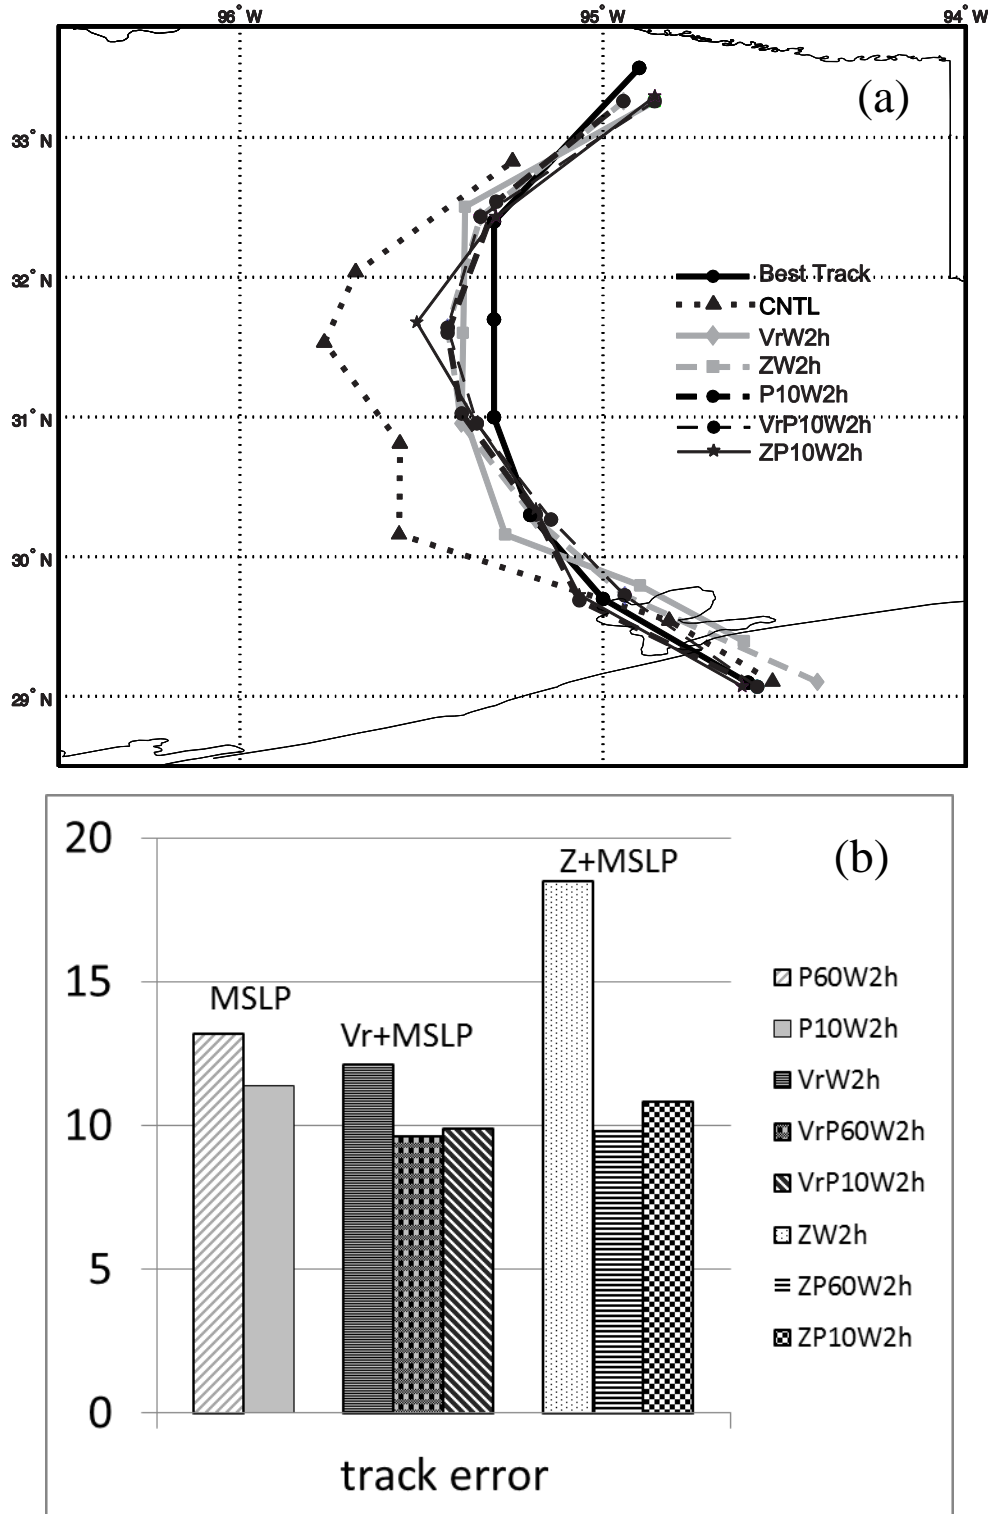 96° W 95° W 94° W
(a)
33° N
32° N
31° N
30° N
29° N
Best Track
CNTL
VrW2h
ZW2h
P10W2h
VrP10W2h
ZP10W2h
(b)
20
15
10
5
0
MSLP
Vr+MSLP
Z+MSLP
P60W2h
P10W2h
VrW2h
VrP60W2h
VrP10W2h
ZW2h
ZP60W2h
ZP10W2h
track error